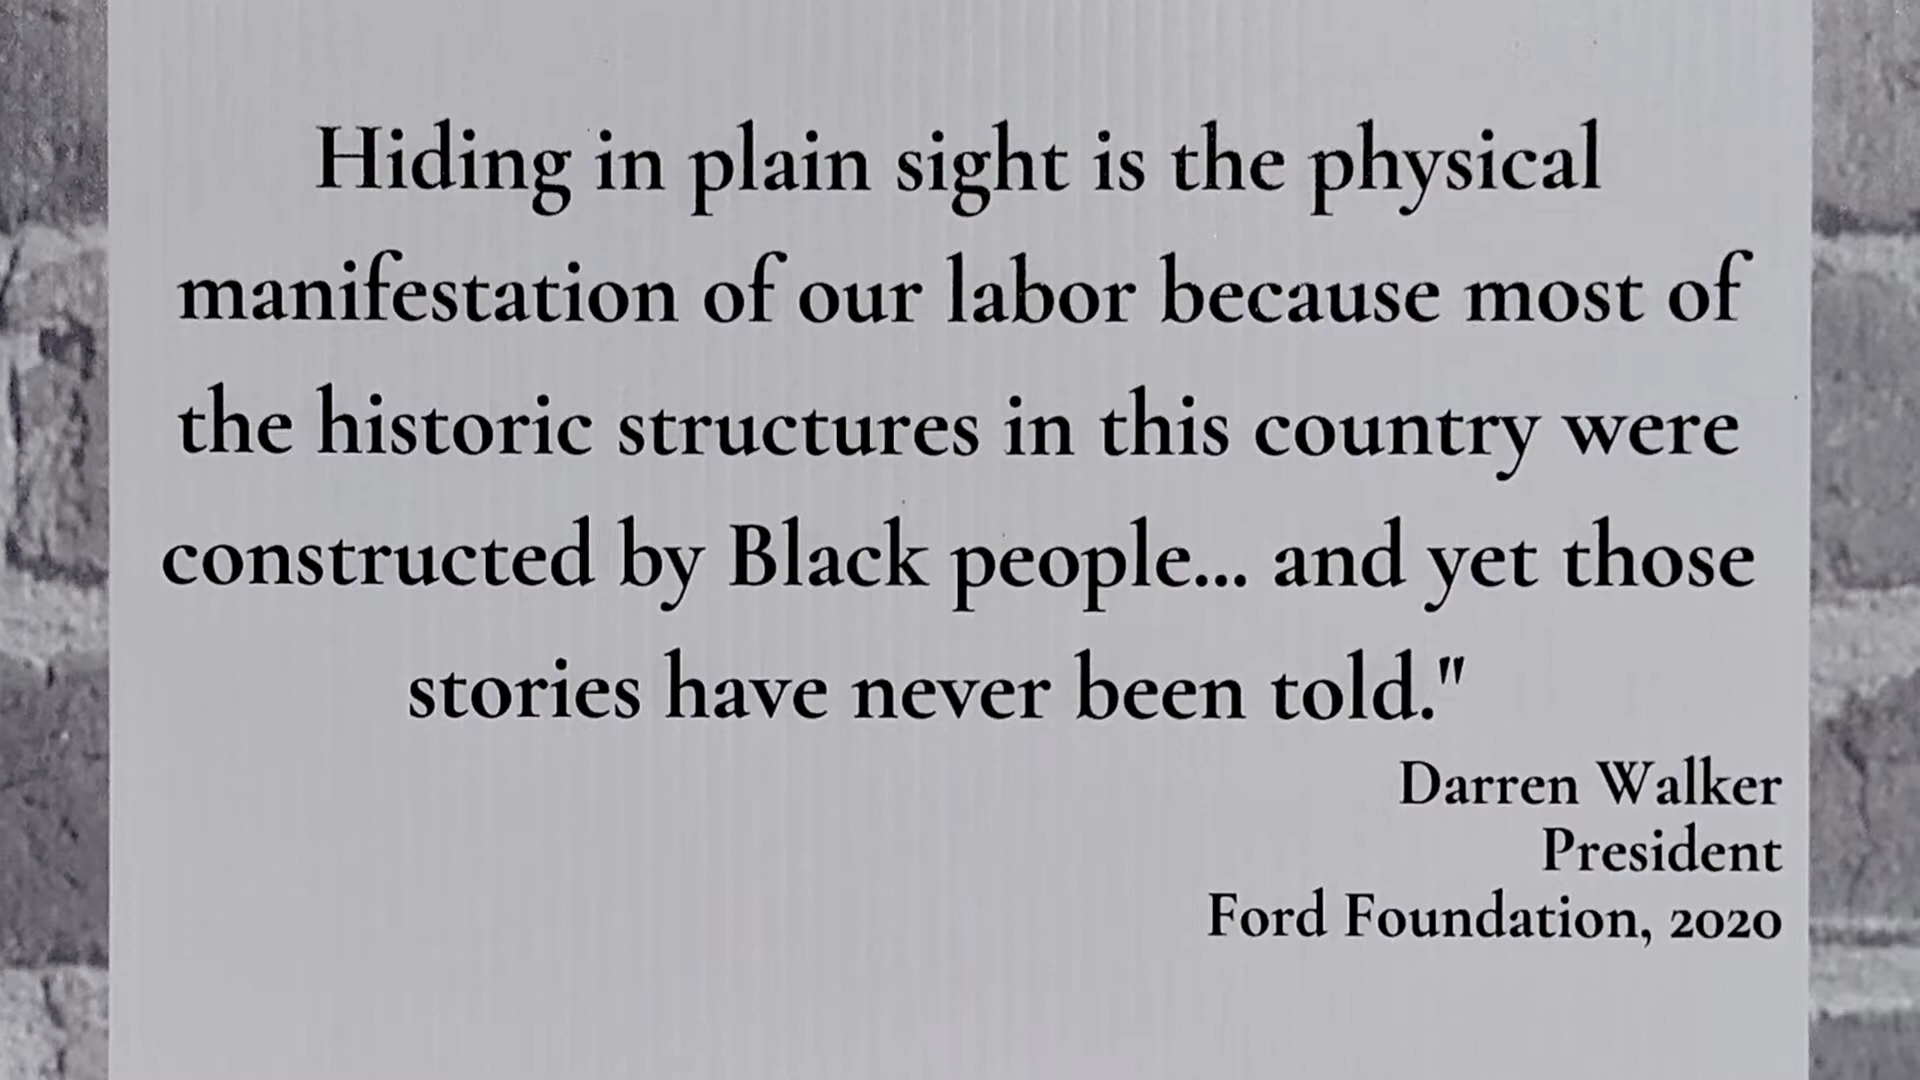 Hiding in plain sight is the physical
manifestation of our labor because most of
the historic structures in this country were
constructed by Black people... and yet those
stories have never been told."
Darren Walker
President
Ford Foundation, 2020